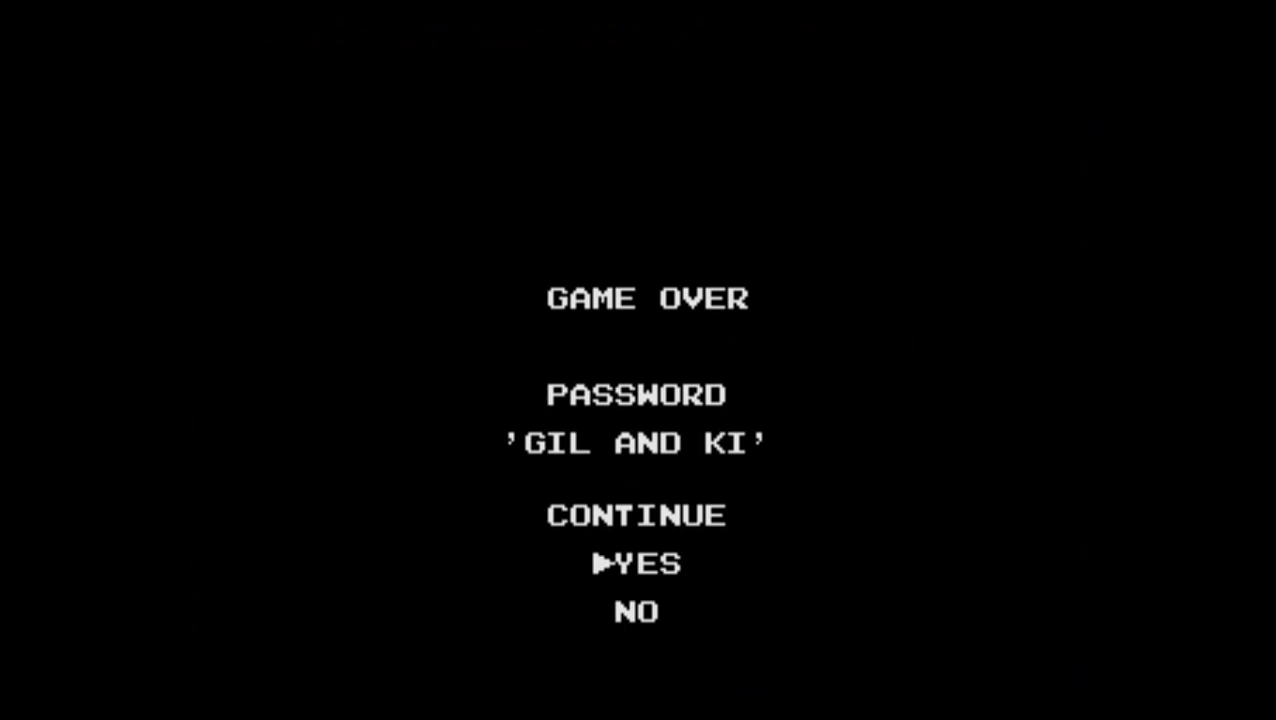 GAME OVER
PASSWORD
'GIL AND KI'
CONTINUE
▶YES
NO